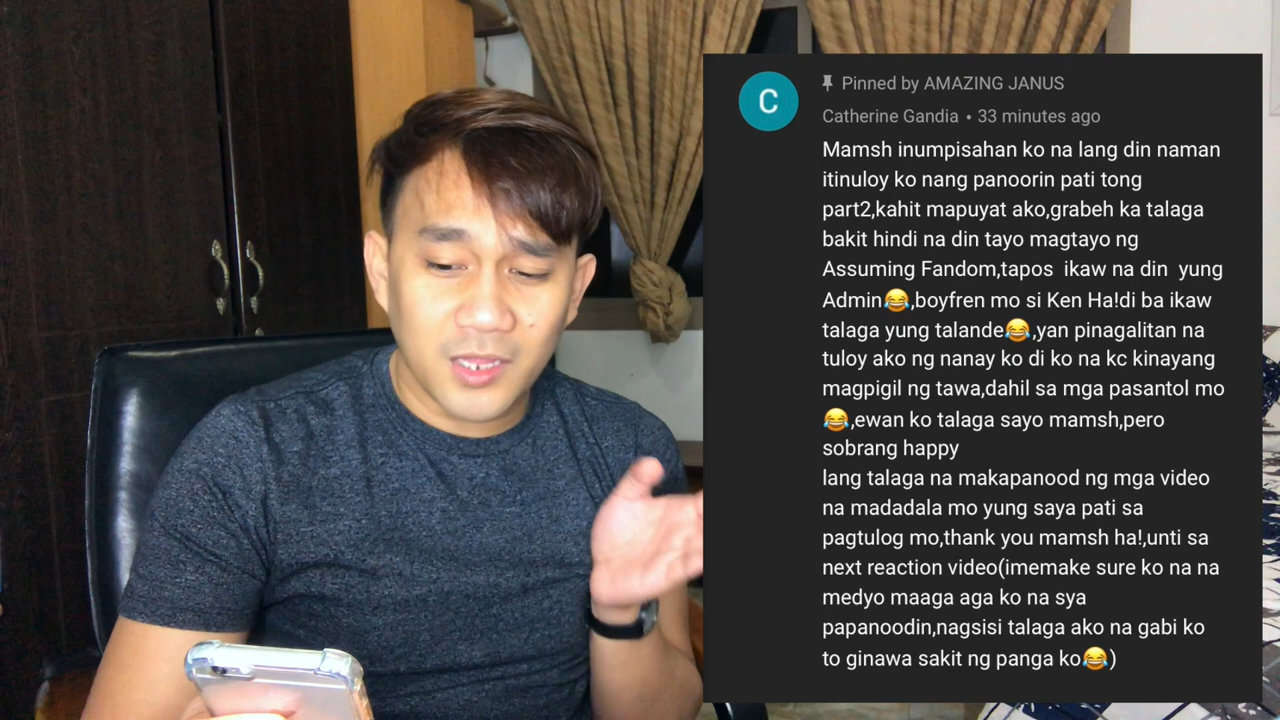 C
Pinned by AMAZING JANUS
Catherine Gandia • 33 minutes ago
Mamsh inumpisahan ko na lang din naman
itinuloy ko nang panoorin pati tong
part2,kahit mapuyat ako,grabeh ka talaga
bakit hindi na din tayo magtayo ng
Assuming Fandom,tapos  ikaw na din  yung
Admin😂,boyfren mo si Ken Ha!di ba ikaw
talaga yung talande😂,yan pinagalitan na
tuloy ako ng nanay ko di ko na kc kinayang
magpigil ng tawa,dahil sa mga pasantol mo
😂,ewan ko talaga sayo mamsh,pero
sobrang happy
lang talaga na makapanood ng mga video
na madadala mo yung saya pati sa
pagtulog mo,thank you mamsh ha!,unti sa
next reaction video(imemake sure ko na na
medyo maaga aga ko na sya
papanoodin,nagsisi talaga ako na gabi ko
to ginawa sakit ng panga ko😂)